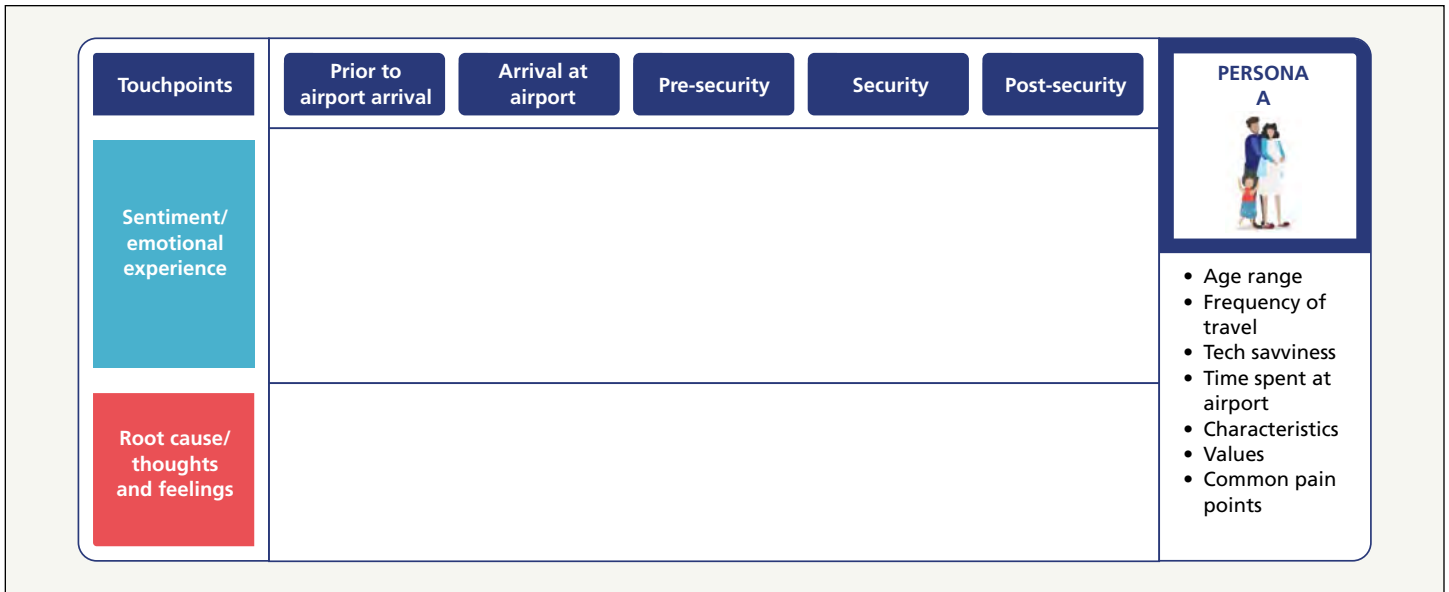 Touchpoints
Prior to
airport arrival
Arrival at
airport
Pre-security
Security
Post-security
PERSONA
A
Sentiment/
emotional
experience
Root cause/
thoughts
and feelings
• Age range
• Frequency of
travel
• Tech savviness
• Time spent at
airport
• Characteristics
• Values
• Common pain
points